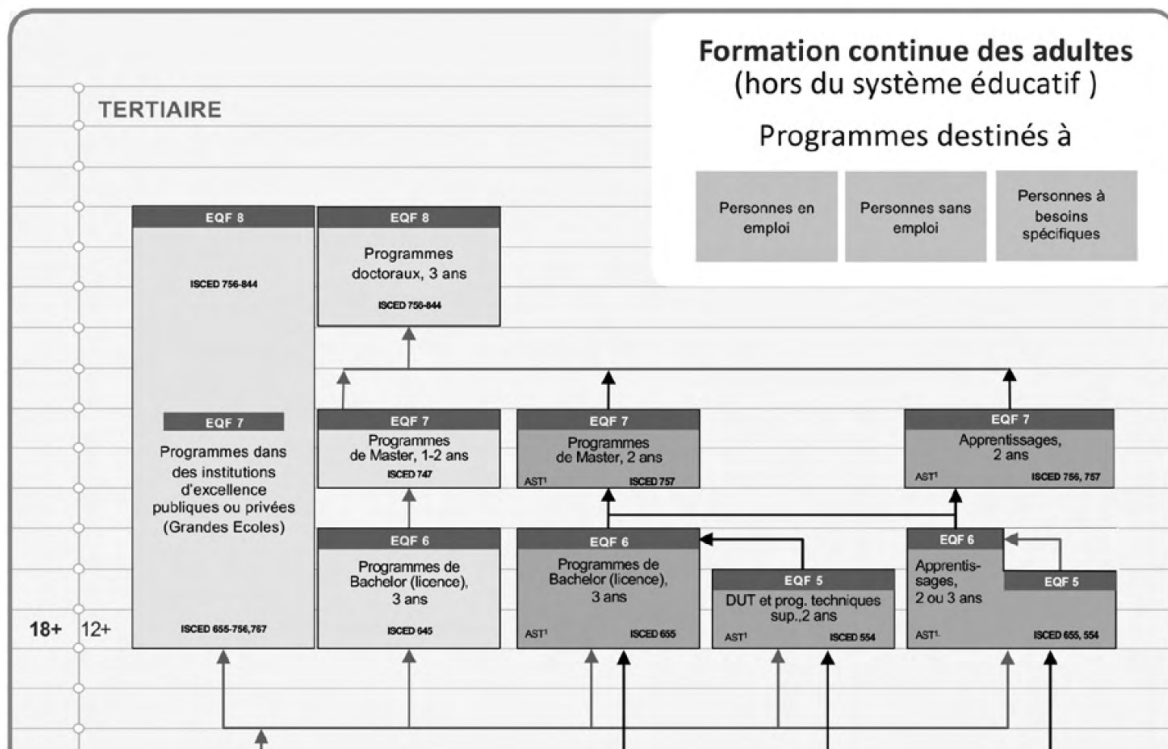 Formation continue des adultes
(hors du système éducatif )
Programmes destinés à
Personnes en
emploi
Personnes sans
emploi
Personnes à
besoins
spécifiques
TERTIAIRE
EQF 8
ISCED 756-844
EQF 7
Programmes dans
des institutions
d'excellence
publiques ou privées
(Grandes Ecoles)
ISCED 655-756,767
EQF 8
Programmes
doctoraux, 3 ans
ISCED 756-844
EQF 7
Programmes
de Master, 1-2 ans
ISCED 747
EQF 7
Programmes
de Master, 2 ans
AST¹ ISCED 757
EQF 7
Apprentissages,
2 ans
AST¹ ISCED 756, 757
EQF 6
Programmes de
Bachelor (licence),
3 ans
ISCED 645
EQF 6
Programmes de
Bachelor (licence),
3 ans
AST¹ ISCED 655
EQF 5
DUT et prog. techniques
sup.,2 ans
AST¹ ISCED 554
EQF 6
Apprentis-
sages,
2 ou 3 ans
EQF 5
AST¹· ISCED 655, 554
18+ 12+